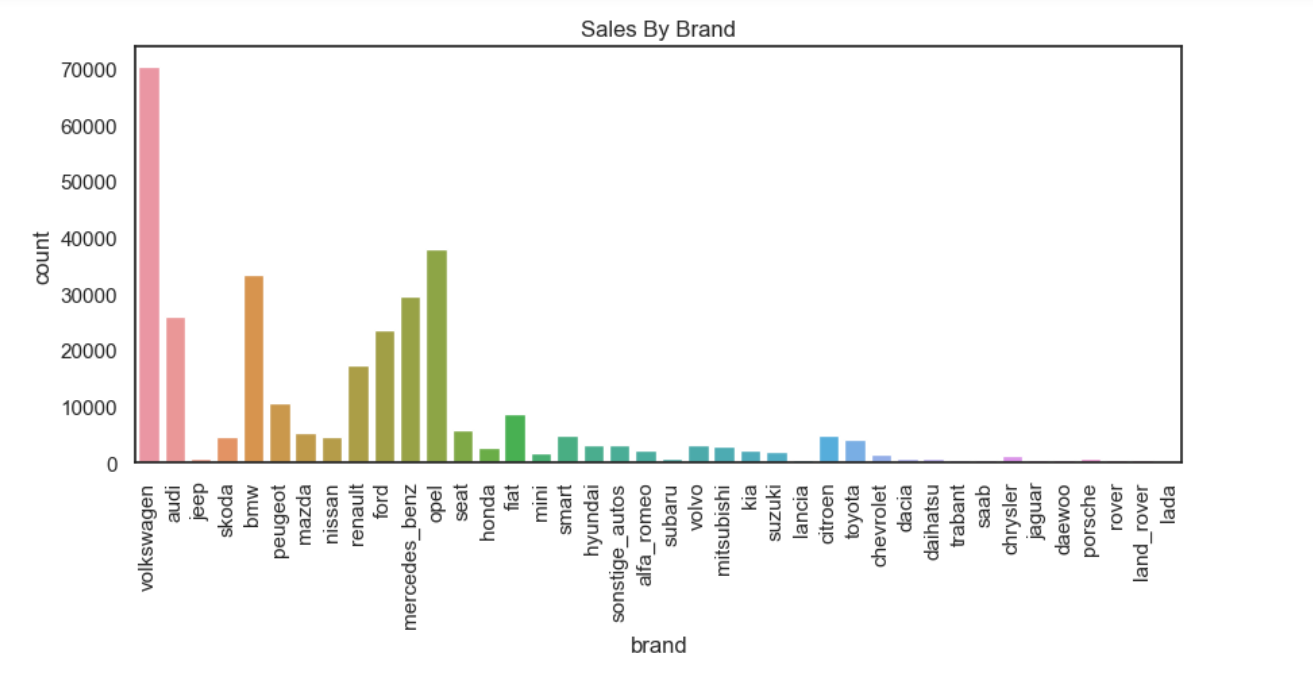 Sales By Brand
70000
60000
50000
40000
30000
20000
10000
0
count
volkswagen
audi
jeep
skoda
bmw
peugeot
mazda
nissan
renault
ford
mercedes_benz
opel
seat
honda
fiat
mini
smart
hyundai
sonstige_autos
alfa_romeo
subaru
volvo
mitsubishi
kia
suzuki
lancia
citroen
toyota
chevrolet
dacia
daihatsu
trabant
saab
chrysler
jaguar
daewoo
porsche
rover
land_rover
lada
brand